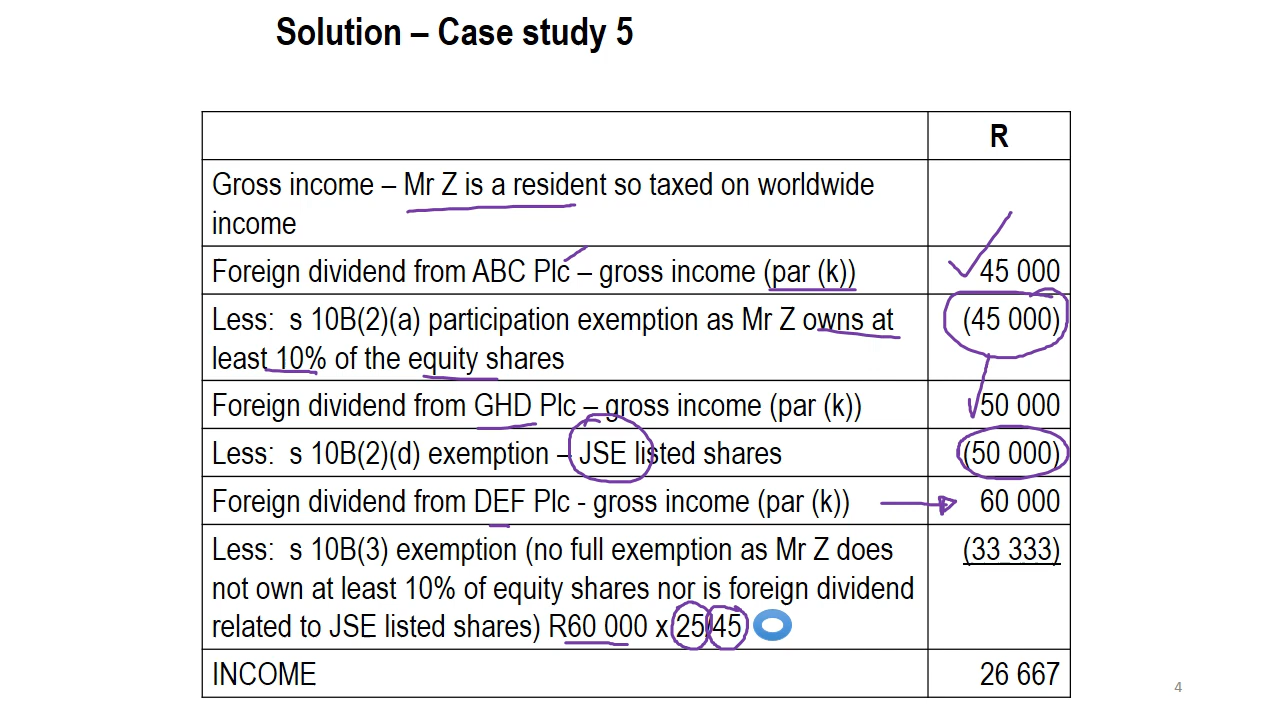 Solution – Case study 5
R
Gross income – Mr Z is a resident so taxed on worldwide
income
Foreign dividend from ABC Plc – gross income (par (k))
45 000
Less:  s 10B(2)(a) participation exemption as Mr Z owns at
least 10% of the equity shares
(45 000)
Foreign dividend from GHD Plc – gross income (par (k))
50 000
Less:  s 10B(2)(d) exemption – JSE listed shares
(50 000)
Foreign dividend from DEF Plc - gross income (par (k))
60 000
Less:  s 10B(3) exemption (no full exemption as Mr Z does
not own at least 10% of equity shares nor is foreign dividend
related to JSE listed shares) R60 000 x 25/45
(33 333)
INCOME
26 667
4